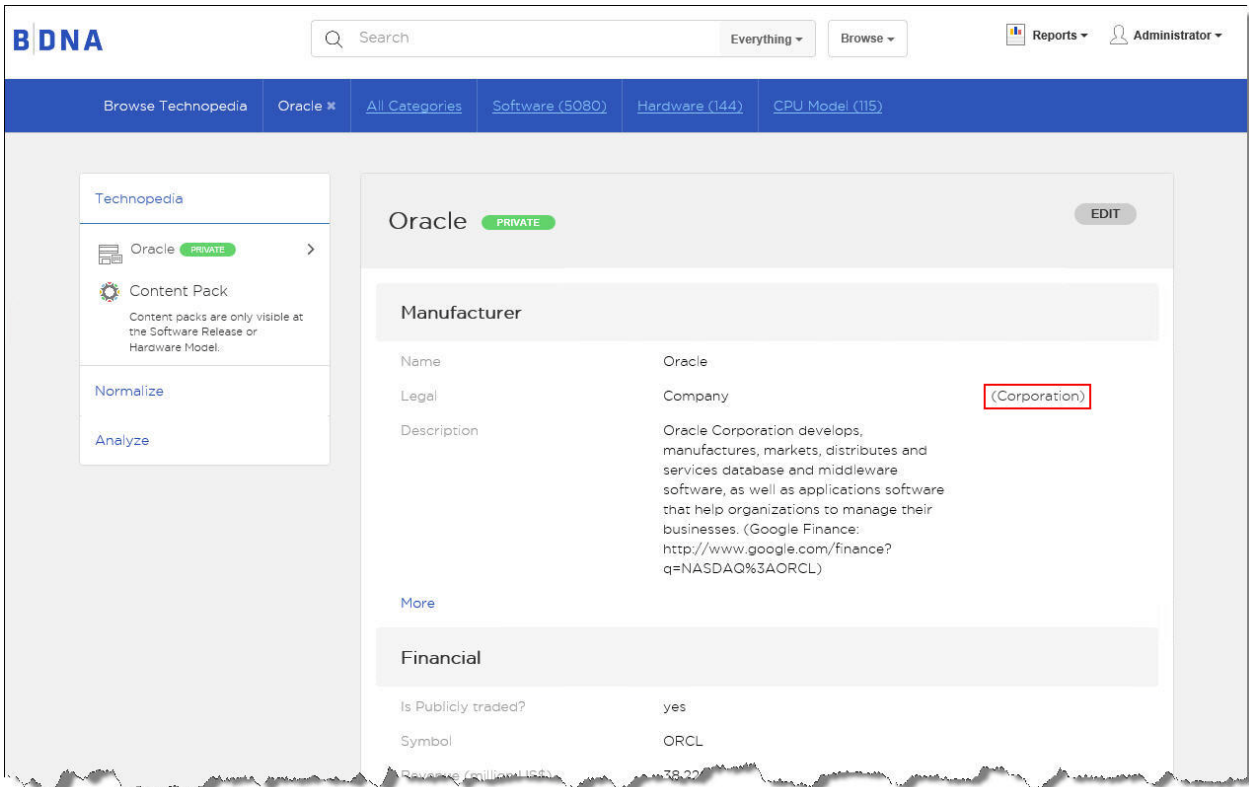 BDNA
Search
Everything
Browse
Reports
Administrator
Browse Technopedia
Oracle ×
All Categories
Software (5080)
Hardware (144)
CPU Model (115)
Technopedia
Oracle PRIVATE
Content Pack
Content packs are only visible at
the Software Release or
Hardware Model.
Normalize
Analyze
Oracle PRIVATE
EDIT
Manufacturer
Name Oracle
Legal Company (Corporation)
Description Oracle Corporation develops,
manufactures, markets, distributes and
services database and middleware
software, as well as applications software
that help organizations to manage their
businesses. (Google Finance:
http://www.google.com/finance?
q=NASDAQ%3AORCL)
More
Financial
Is Publicly traded? yes
Symbol ORCL
Revenue (million US$)